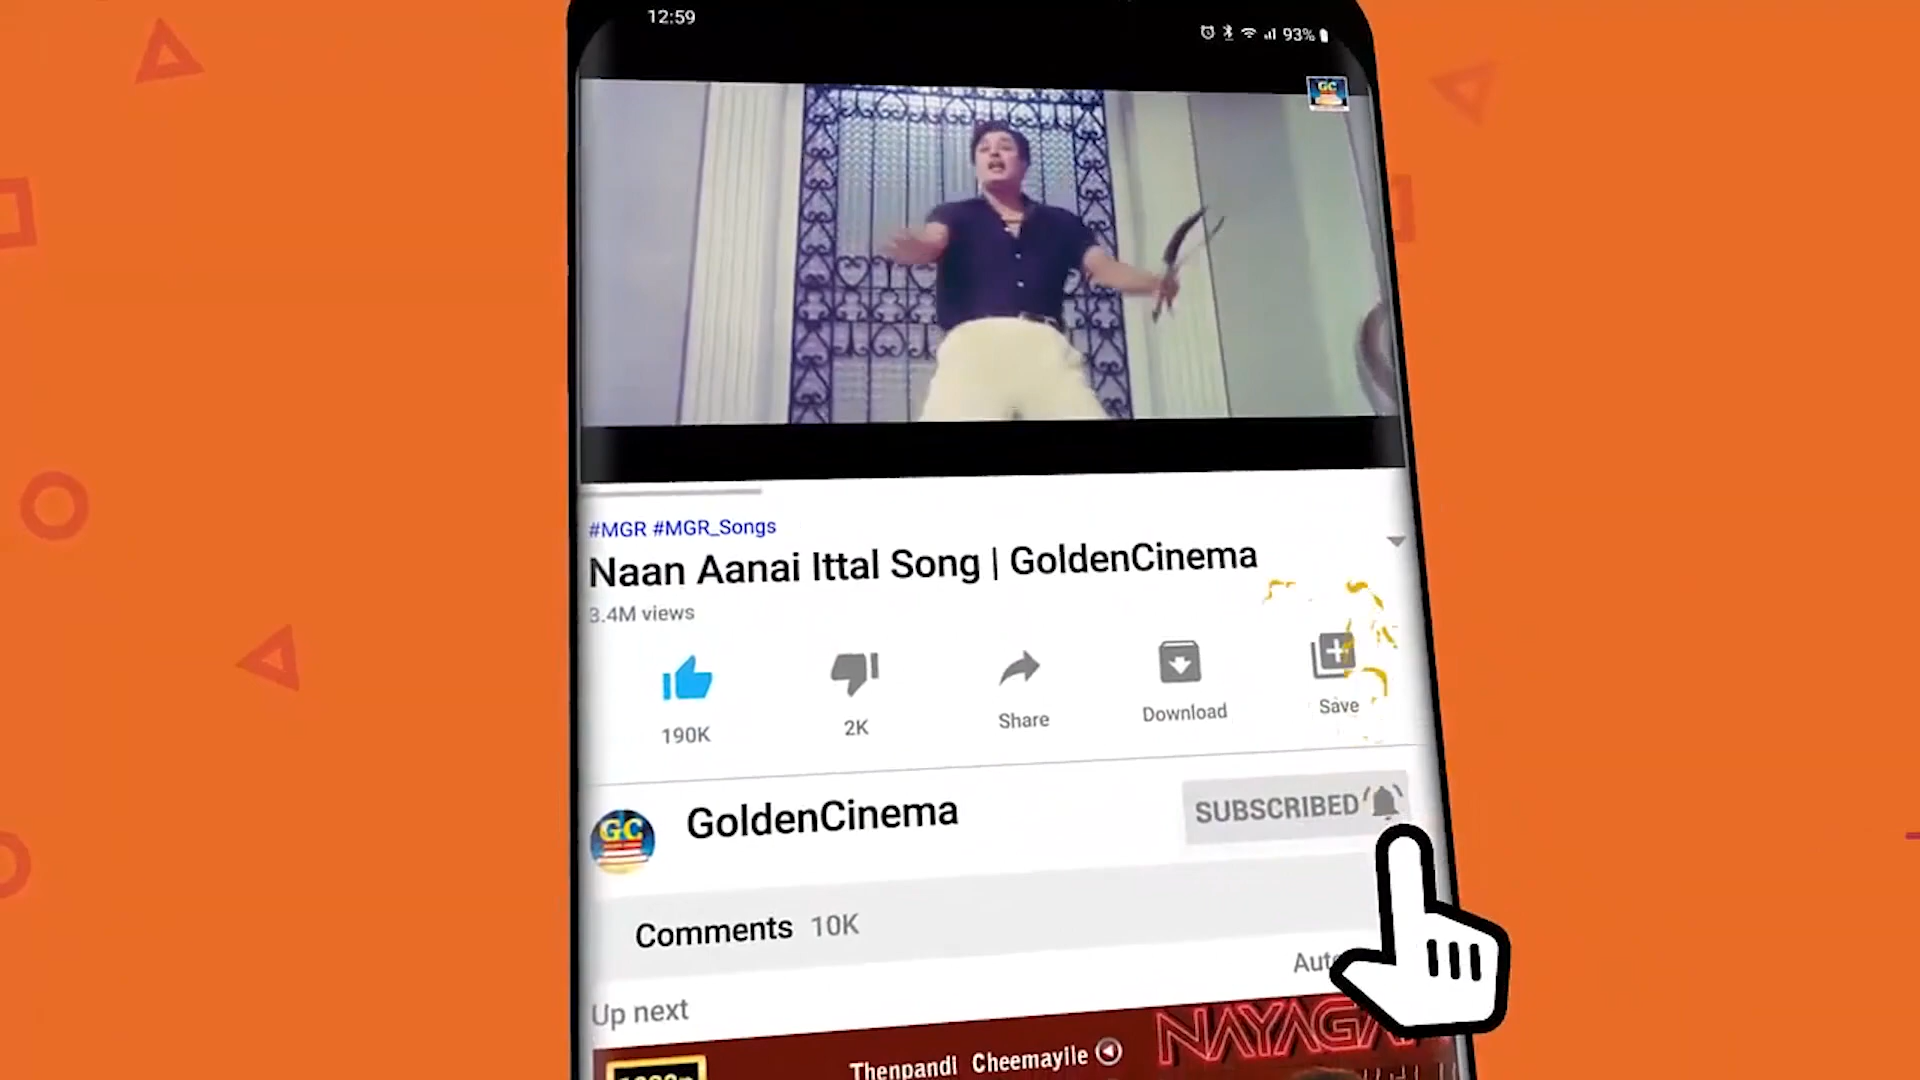 12:59
93%
GC
#MGR #MGR_Songs
Naan Aanai Ittal Song | GoldenCinema
3.4M views
190K
2K
Share
Download
Save
GC
GoldenCinema
SUBSCRIBED
Comments 10K
Up next
Thenpandi Cheemayile